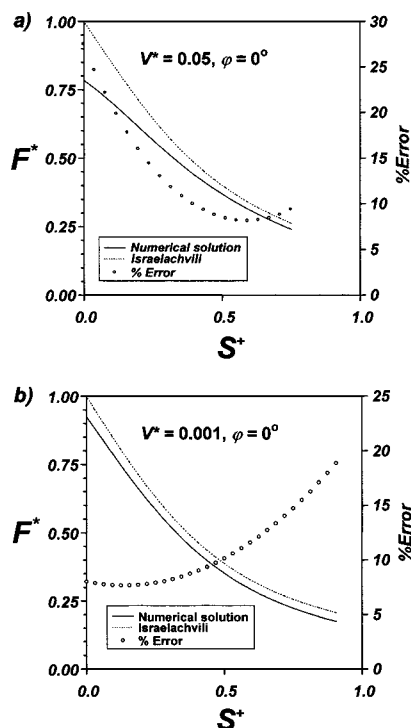 a)
1.00
30
V* = 0.05, φ = 0°
25
0.75
20
F*
0.50
15
%Error
10
0.25
Numerical solution
Israelachvili
% Error
5
0.00
0
0.0
0.5
1.0
S+
b)
1.00
25
V* = 0.001, φ = 0°
20
0.75
15
F*
0.50
%Error
10
0.25
Numerical solution
Israelachvili
% Error
5
0.00
0
0.0
0.5
1.0
S+